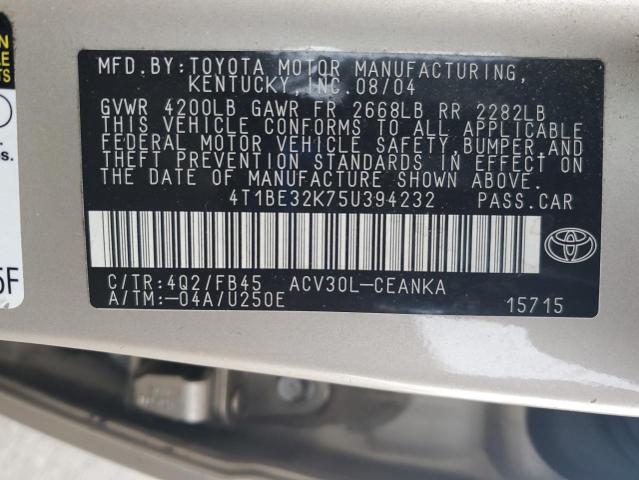 MFD.BY: TOYOTA MOTOR MANUFACTURING,
KENTUCKY, INC. 08/04
GVWR 4200LB GAWR FR 2668LB RR 2282LB
THIS VEHICLE CONFORMS TO ALL APPLICABLE
FEDERAL MOTOR VEHICLE SAFETY, BUMPER, AND
THEFT PREVENTION STANDARDS IN EFFECT ON
THE DATE OF MANUFACTURE SHOWN ABOVE.
4T1BE32K75U394232 PASS.CAR
C/TR: 4Q2/FB45 ACV30L-CEANKA
A/TM:-04A/U250E 15715